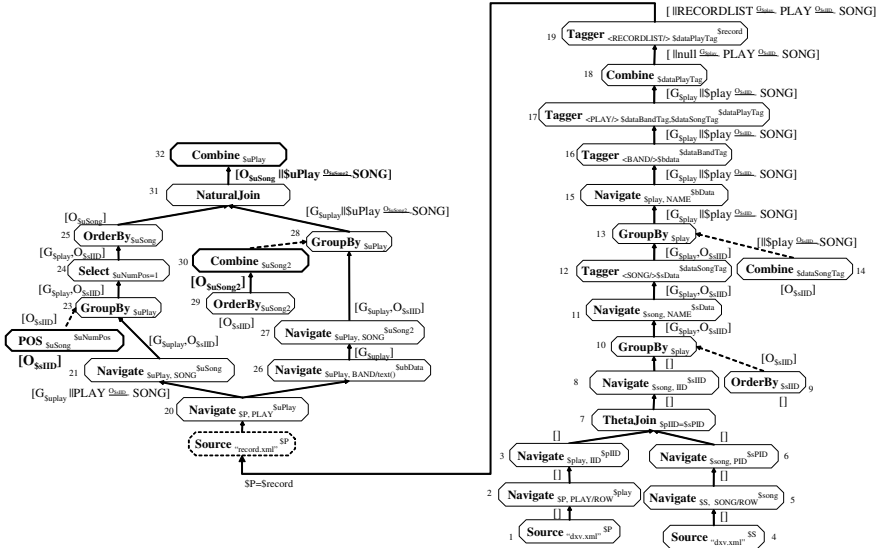 [ ||RECORDLIST G$play PLAY O$sIID SONG]
19 Tagger <RECORDLIST/> $dataPlayTag $record
[ ||null G$play PLAY O$sIID SONG]
18 Combine $dataPlayTag
[G$play ||$play O$sIID SONG]
17 Tagger <PLAY/> $dataBandTag,$dataSongTag $dataPlayTag
[G$play ||$play O$sIID SONG]
16 Tagger <BAND/>$bdata $dataBandTag
[G$play ||$play O$sIID SONG]
15 Navigate $play, NAME $bData
[G$play ||$play O$sIID SONG]
13 GroupBy $play
[||$play O$sIID SONG]
Combine $dataSongTag 14
[O$sIID]
[G$play,O$sIID]
12 Tagger <SONG/>$sData $dataSongTag
[G$play,O$sIID]
11 Navigate $song, NAME $sData
[G$play,O$sIID]
10 GroupBy $play
[O$sIID]
OrderBy $sIID 9
[]
[]
8 Navigate $song, IID $sIID
[]
7 ThetaJoin $pIID=$sPID
[]
[]
3 Navigate $play, IID $pIID
Navigate $song, PID $sPID 6
[]
[]
2 Navigate $P, PLAY/ROW $play
Navigate $S, SONG/ROW $song 5
[]
[]
1 Source "dxv.xml" $P
Source "dxv.xml" $S 4
32 Combine $uPlay
[O$uSong ||$uPlay O$uSong2 SONG]
31 NaturalJoin
[O$uSong]
[G$uplay||$uPlay O$uSong2 SONG]
25 OrderBy $uSong
28 GroupBy $uPlay
[G$play,O$sIID]
30 Combine $uSong2
24 Select $uNumPos=1
[O$uSong2]
[G$play,O$sIID]
29 OrderBy $uSong2
23 GroupBy $uPlay
[O$sIID]
[G$uplay,O$sIID]
POS $uSong $uNumPos
27 Navigate $uPlay, SONG $uSong2
[O$sIID]
[G$uplay,O$sIID]
[G$uplay]
21 Navigate $uPlay, SONG $uSong
26 Navigate $uPlay, BAND/text() $ubData
[G$uplay ||PLAY O$sIID SONG]
20 Navigate $P, PLAY $uPlay
Source "record.xml" $P
$P=$record